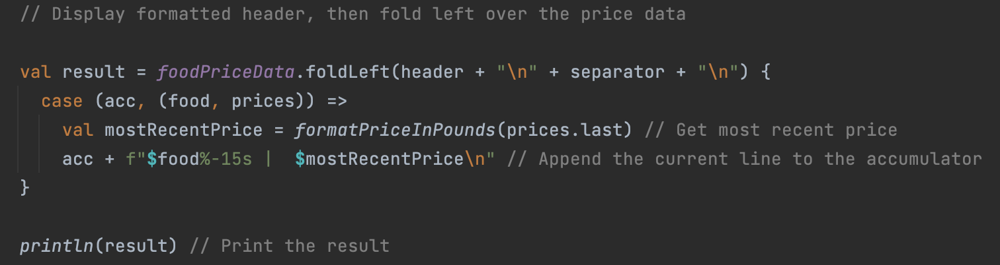 // Display formatted header, then fold left over the price data
val result = foodPriceData.foldLeft(header + "\n" + separator + "\n") {
case (acc, (food, prices)) =>
val mostRecentPrice = formatPriceInPounds(prices.last) // Get most recent price
acc + f"$food%-15s |  $mostRecentPrice\n" // Append the current line to the accumulator
}
println(result) // Print the result